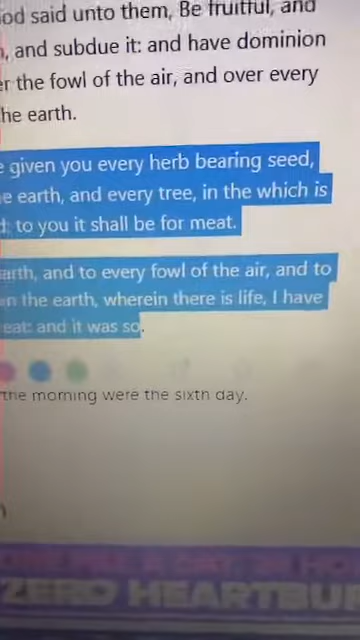 od said unto them, Be fruitful, and
, and subdue it: and have dominion
er the fowl of the air, and over every
he earth.
e given you every herb bearing seed,
e earth, and every tree, in the which is
; to you it shall be for meat.
earth, and to every fowl of the air, and to
n the earth, wherein there is life, I have
eat: and it was so.
the morning were the sixth day.
ZERO HEARTBU